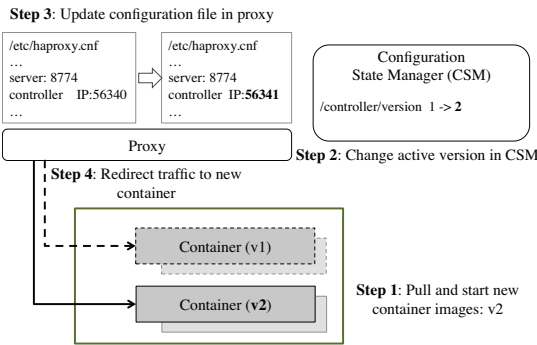 Step 3: Update configuration file in proxy
/etc/haproxy.cnf
...
server: 8774
controller IP:56340
...
/etc/haproxy.cnf
...
server: 8774
controller IP:56341
...
Configuration
State Manager (CSM)
/controller/version 1 -> 2
Proxy
Step 2: Change active version in CSM
Step 4: Redirect traffic to new
container
Container (v1)
Container (v2)
Step 1: Pull and start new
container images: v2